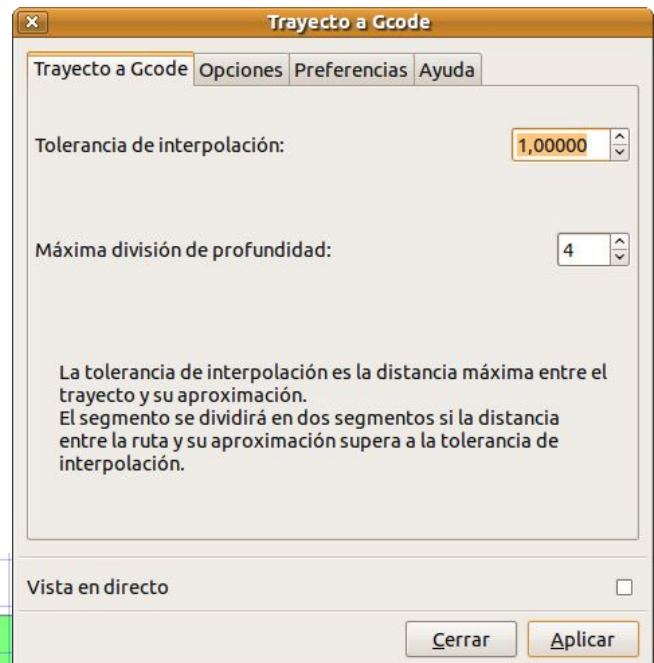 Trayecto a Gcode
Trayecto a Gcode Opciones Preferencias Ayuda
Tolerancia de interpolación: 1,00000
Máxima división de profundidad: 4
La tolerancia de interpolación es la distancia máxima entre el
trayecto y su aproximación.
El segmento se dividirá en dos segmentos si la distancia
entre la ruta y su aproximación supera a la tolerancia de
interpolación.
Vista en directo
Cerrar Aplicar